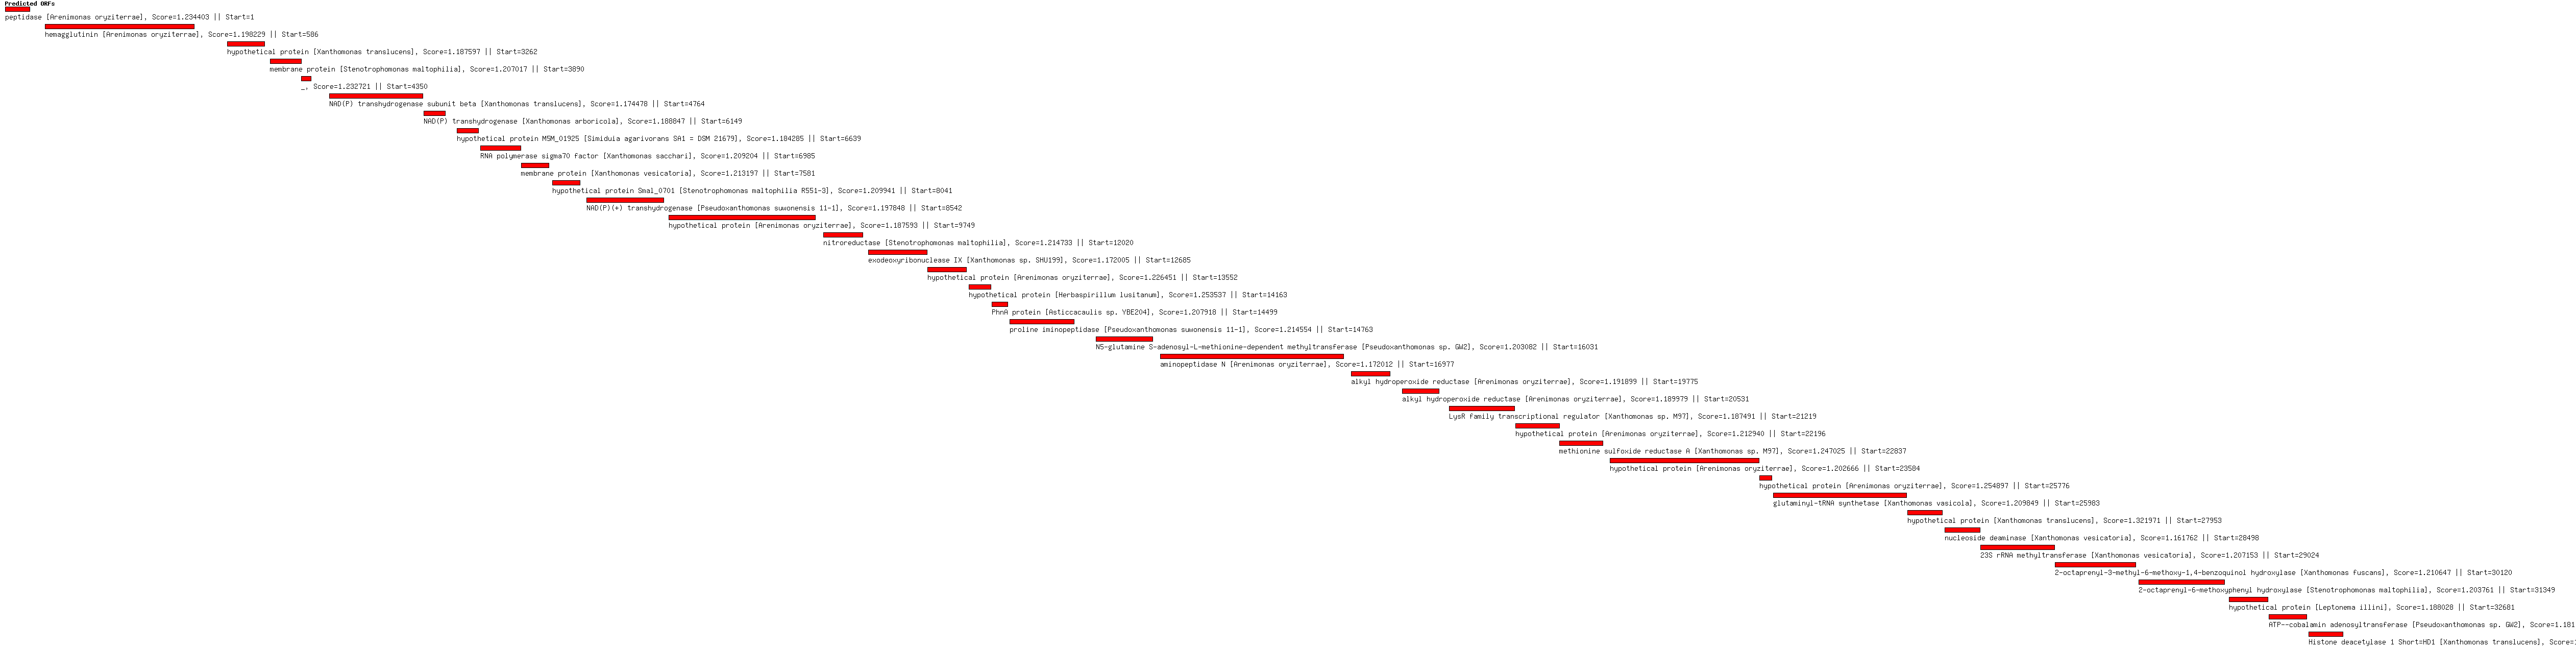 Predicted ORFs
peptidase [Arenimonas oryziterrae], Score=1.234403 || Start=1
hemagglutinin [Arenimonas oryziterrae], Score=1.198229 || Start=586
hypothetical protein [Xanthomonas translucens], Score=1.187597 || Start=3262
membrane protein [Stenotrophomonas maltophilia], Score=1.207017 || Start=3890
_, Score=1.232721 || Start=4350
NAD(P) transhydrogenase subunit beta [Xanthomonas translucens], Score=1.174478 || Start=4764
NAD(P) transhydrogenase [Xanthomonas arboricola], Score=1.188847 || Start=6149
hypothetical protein M5M_01925 [Simiduia agarivorans SA1 = DSM 21679], Score=1.184285 || Start=6639
RNA polymerase sigma70 factor [Xanthomonas sacchari], Score=1.209204 || Start=6985
membrane protein [Xanthomonas vesicatoria], Score=1.213197 || Start=7581
hypothetical protein Smal_0701 [Stenotrophomonas maltophilia R551-3], Score=1.209941 || Start=8041
NAD(P)(+) transhydrogenase [Pseudoxanthomonas suwonensis 11-1], Score=1.197848 || Start=8542
hypothetical protein [Arenimonas oryziterrae], Score=1.187593 || Start=9749
nitroreductase [Stenotrophomonas maltophilia], Score=1.214733 || Start=12020
exodeoxyribonuclease IX [Xanthomonas sp. SHU199], Score=1.172005 || Start=12685
hypothetical protein [Arenimonas oryziterrae], Score=1.226451 || Start=13552
hypothetical protein [Herbaspirillum lusitanum], Score=1.253537 || Start=14163
PhnA protein [Asticcacaulis sp. YBE204], Score=1.207918 || Start=14499
proline iminopeptidase [Pseudoxanthomonas suwonensis 11-1], Score=1.214554 || Start=14763
N5-glutamine S-adenosyl-L-methionine-dependent methyltransferase [Pseudoxanthomonas sp. GW2], Score=1.203082 || Start=16031
aminopeptidase N [Arenimonas oryziterrae], Score=1.172012 || Start=16977
alkyl hydroperoxide reductase [Arenimonas oryziterrae], Score=1.191899 || Start=19775
alkyl hydroperoxide reductase [Arenimonas oryziterrae], Score=1.189979 || Start=20531
LysR family transcriptional regulator [Xanthomonas sp. M97], Score=1.187491 || Start=21219
hypothetical protein [Arenimonas oryziterrae], Score=1.212940 || Start=22196
methionine sulfoxide reductase A [Xanthomonas sp. M97], Score=1.247025 || Start=22837
hypothetical protein [Arenimonas oryziterrae], Score=1.202666 || Start=23584
hypothetical protein [Arenimonas oryziterrae], Score=1.254897 || Start=25776
glutaminyl-tRNA synthetase [Xanthomonas vasicola], Score=1.209849 || Start=25983
hypothetical protein [Xanthomonas translucens], Score=1.321971 || Start=27953
nucleoside deaminase [Xanthomonas vesicatoria], Score=1.161762 || Start=28498
23S rRNA methyltransferase [Xanthomonas vesicatoria], Score=1.207153 || Start=29024
2-octaprenyl-3-methyl-6-methoxy-1,4-benzoquinol hydroxylase [Xanthomonas fuscans], Score=1.210647 || Start=30120
2-octaprenyl-6-methoxyphenyl hydroxylase [Stenotrophomonas maltophilia], Score=1.203761 || Start=31349
hypothetical protein [Leptonema illini], Score=1.188028 || Start=32681
ATP--cobalamin adenosyltransferase [Pseudoxanthomonas sp. GW2], Score=1.181
Histone deacetylase 1 Short=HD1 [Xanthomonas translucens], Score=